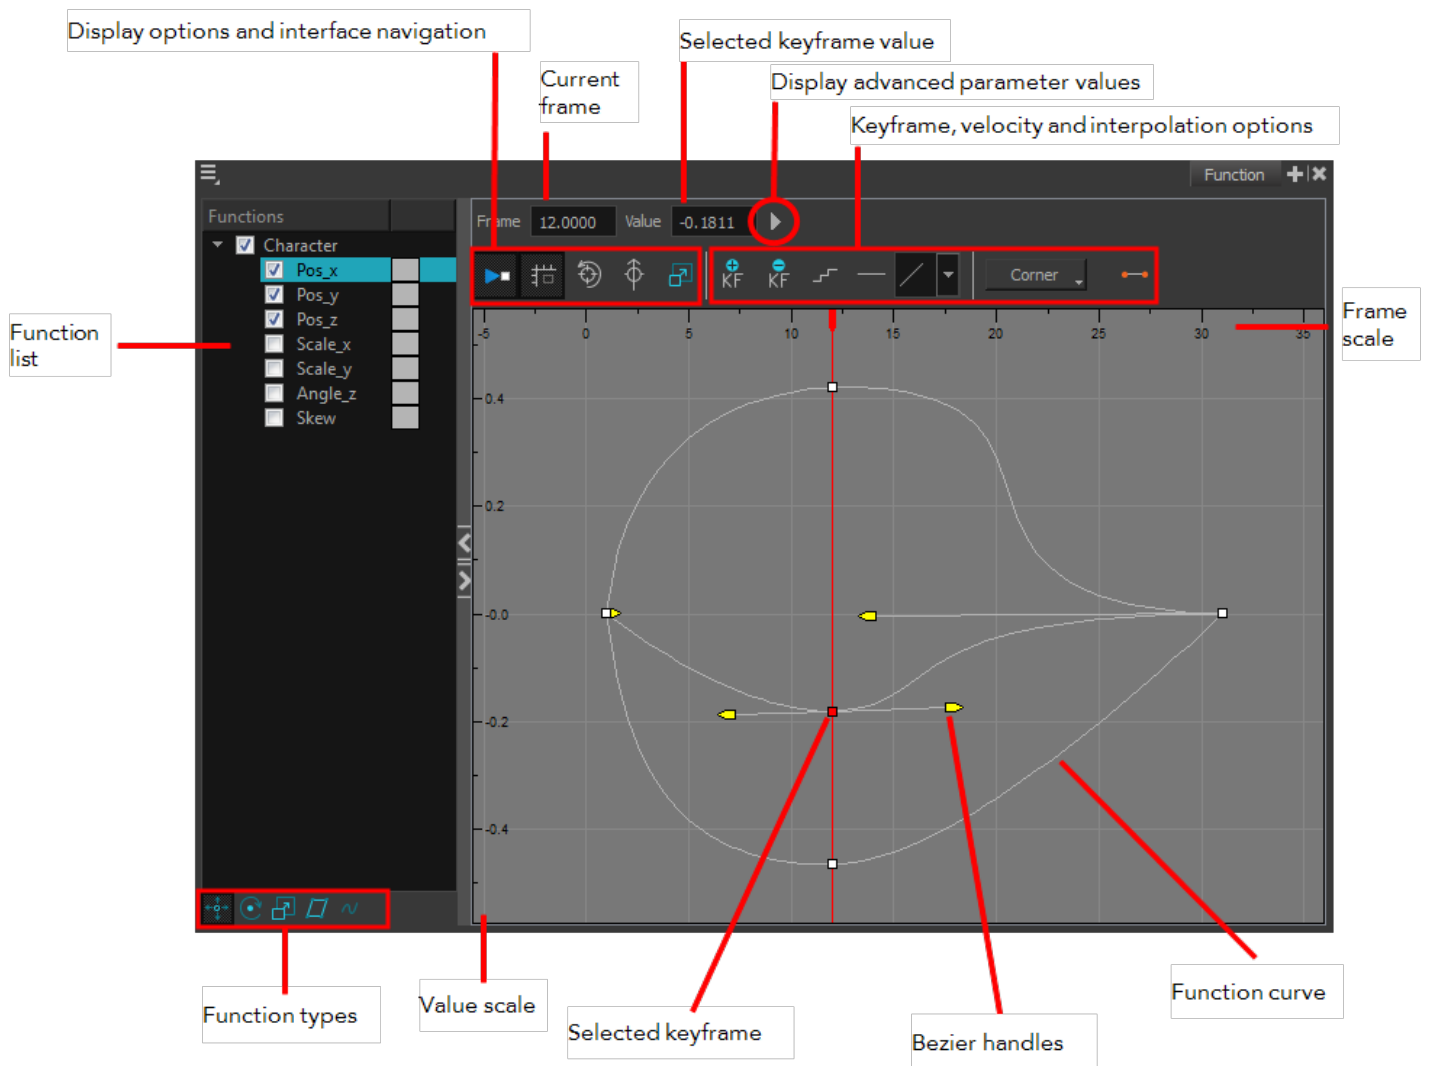 Display options and interface navigation
Selected keyframe value
Current
frame
Display advanced parameter values
Keyframe, velocity and interpolation options
Function
Functions
Frame 12.0000 Value -0.1811
Character
Pos_x
Pos_y
Pos_z
Scale_x
Scale_y
Angle_z
Skew
KF KF Corner
-5 0 5 10 15 20 25 30 35
0.4
0.2
-0.0
-0.2
-0.4
Function
list
Frame
scale
Function types
Value scale
Selected keyframe
Bezier handles
Function curve